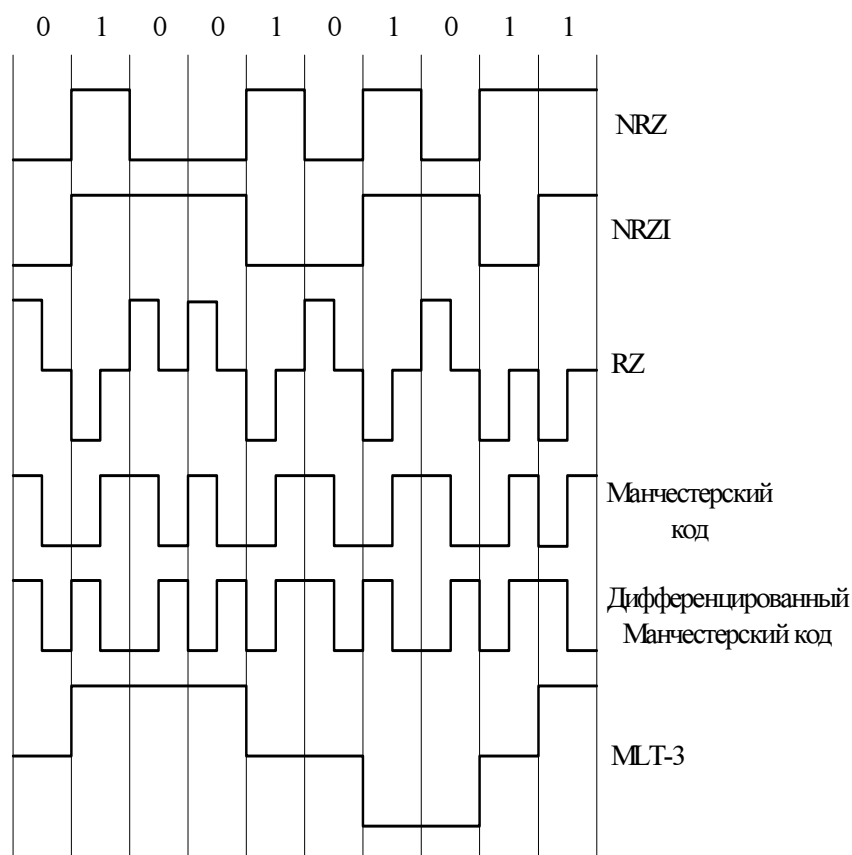 0 1 0 0 1 0 1 0 1 1
NRZ
NRZI
RZ
Манчестерский
код
Дифференцированный
Манчестерский код
MLT-3